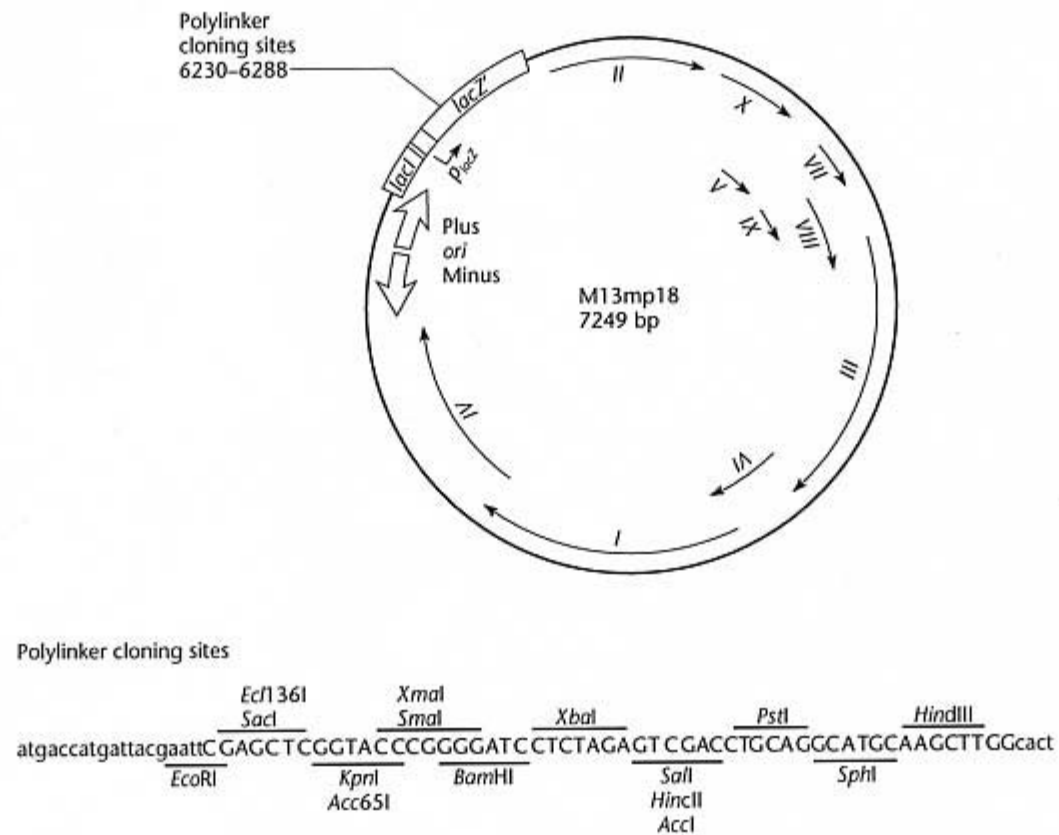 Polylinker
cloning sites
6230–6288
lacZ'
lacI
PlacZ
II
X
VII
V
IX
VIII
Plus
ori
Minus
M13mp18
7249 bp
III
IV
VI
I
Polylinker cloning sites
Ecl136I XmaI
SacI SmaI XbaI PstI HindIII
atgaccatgattacgaattCGAGCTCGGTACCCGGGGATCCTCTAGAGTCGACCTGCAGGCATGCAAGCTTGGcact
EcoRI KpnI BamHI SalI SphI
Acc65I HincII
AccI